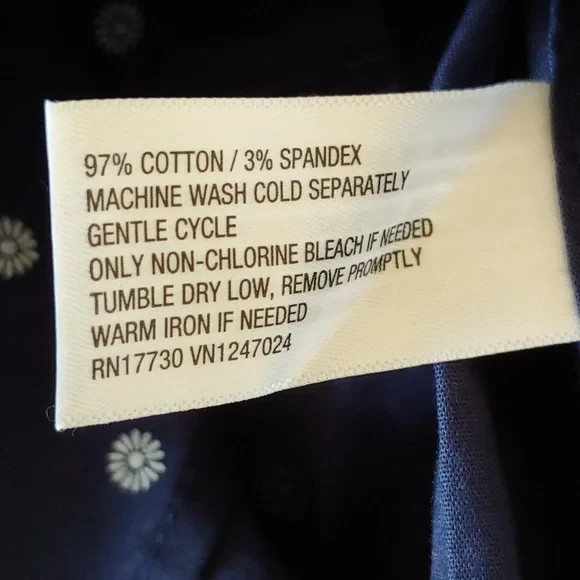 97% COTTON / 3% SPANDEX
MACHINE WASH COLD SEPARATELY
GENTLE CYCLE
ONLY NON-CHLORINE BLEACH IF NEEDED
TUMBLE DRY LOW, REMOVE PROMPTLY
WARM IRON IF NEEDED
RN17730 VN1247024